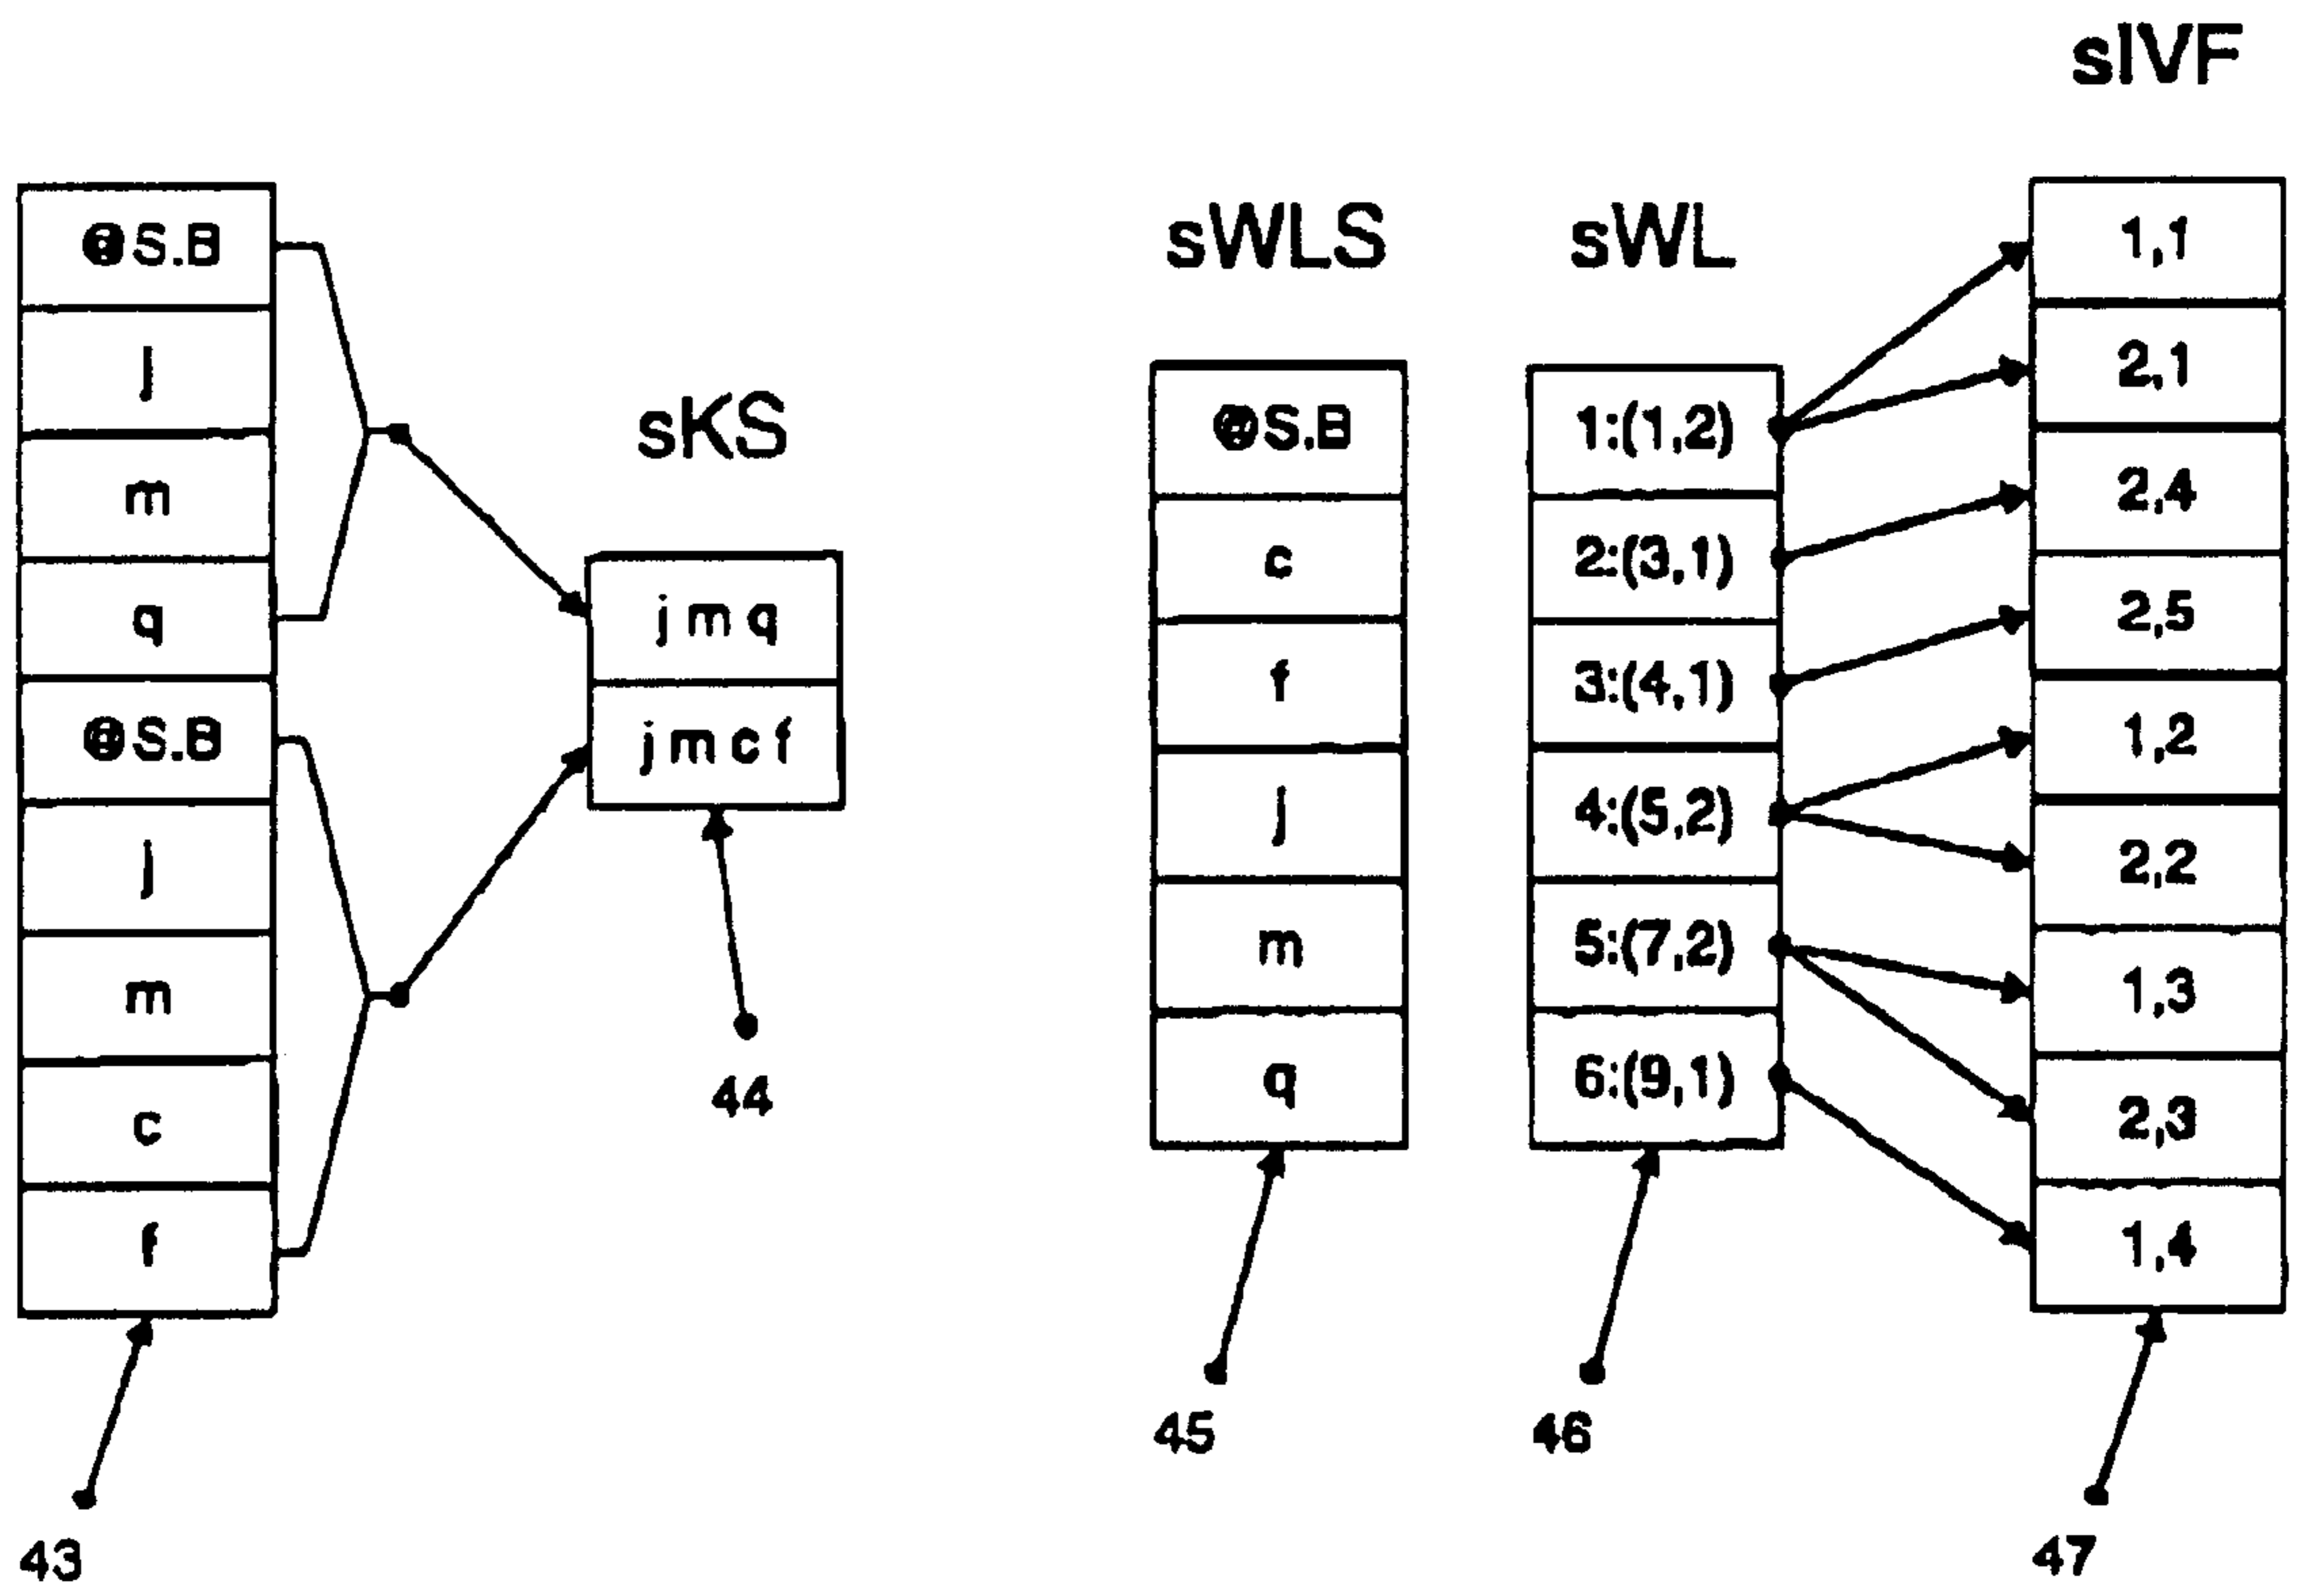 sIVF
sWLS
sWL
sKS
@S.B
j
m
q
@S.B
j
m
c
f
43
j m q
j m c f
44
@S.B
c
f
j
m
q
45
1:(1,2)
2:(3,1)
3:(4,1)
4:(5,2)
5:(7,2)
6:(9,1)
46
1,1
2,1
2,4
2,5
1,2
2,2
1,3
2,3
1,4
47